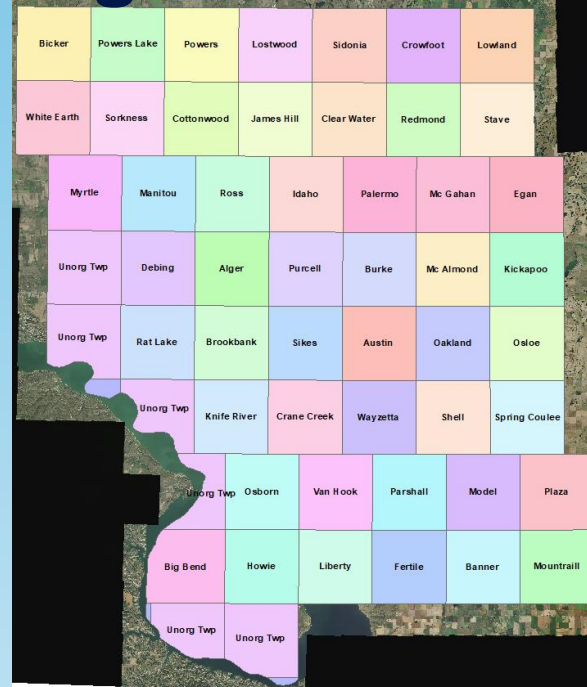 Bicker Powers Lake Powers Lostwood Sidonia Crowfoot Lowland
White Earth Sorkness Cottonwood James Hill Clear Water Redmond Stave
Myrtle Manitou Ross Idaho Palermo Mc Gahan Egan
Unorg Twp Debing Alger Purcell Burke Mc Almond Kickapoo
Unorg Twp Rat Lake Brookbank Sikes Austin Oakland Osloe
Unorg Twp Knife River Crane Creek Wayzetta Shell Spring Coulee
Unorg Twp Osborn Van Hook Parshall Model Plaza
Big Bend Howie Liberty Fertile Banner Mountraill
Unorg Twp Unorg Twp